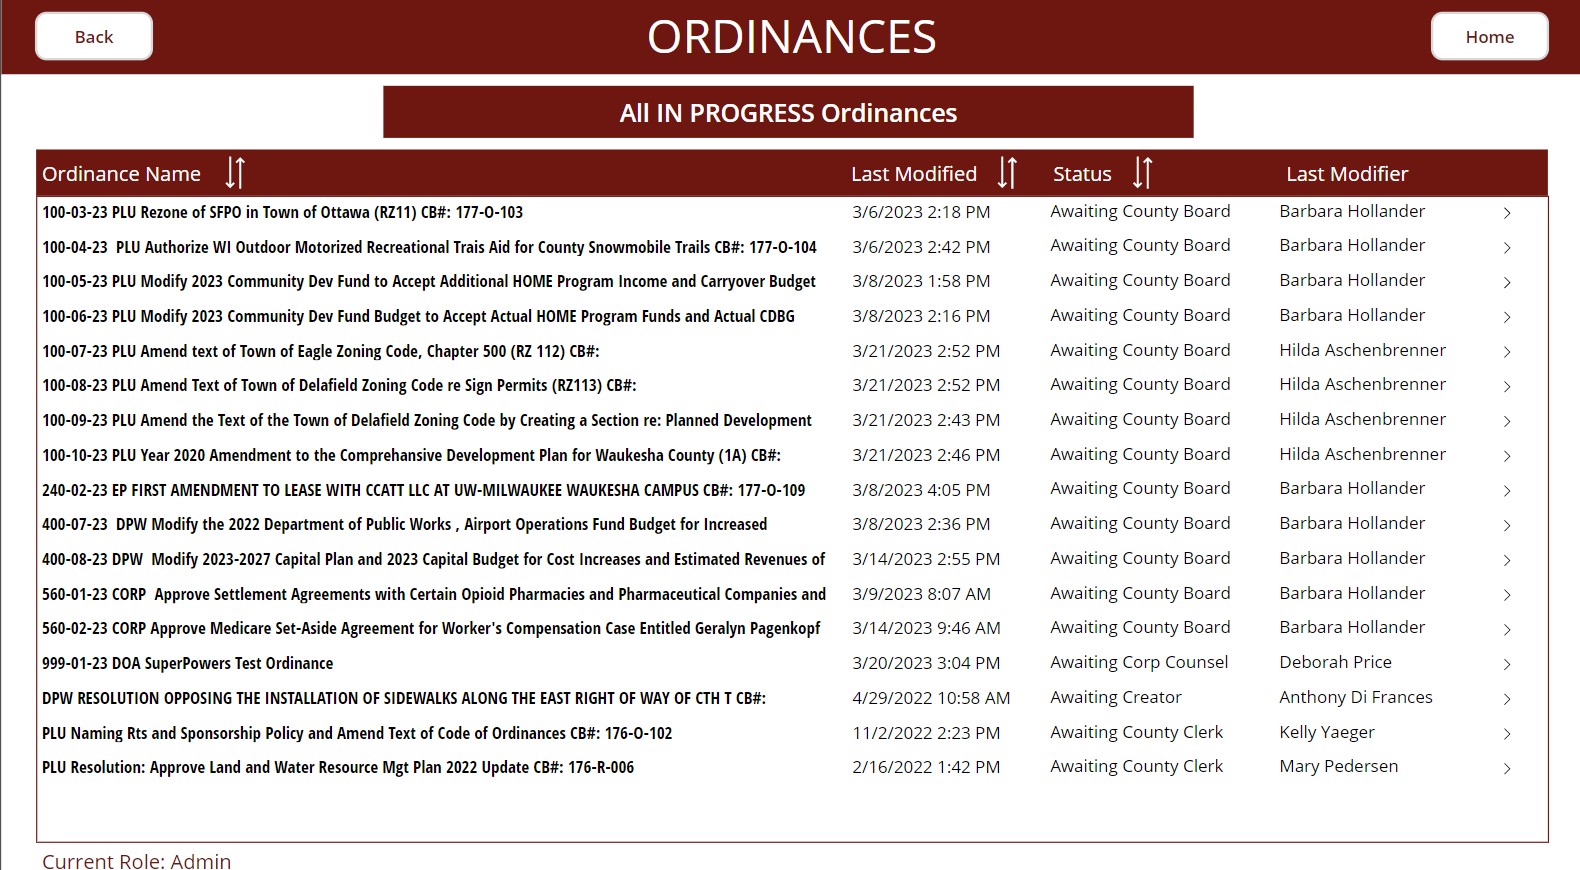 Back
ORDINANCES
Home
All IN PROGRESS Ordinances
Ordinance Name Last Modified Status Last Modifier
100-03-23 PLU Rezone of SFPO in Town of Ottawa (RZ11) CB#: 177-O-103 3/6/2023 2:18 PM Awaiting County Board Barbara Hollander
100-04-23 PLU Authorize WI Outdoor Motorized Recreational Trais Aid for County Snowmobile Trails CB#: 177-O-104 3/6/2023 2:42 PM Awaiting County Board Barbara Hollander
100-05-23 PLU Modify 2023 Community Dev Fund to Accept Additional HOME Program Income and Carryover Budget 3/8/2023 1:58 PM Awaiting County Board Barbara Hollander
100-06-23 PLU Modify 2023 Community Dev Fund Budget to Accept Actual HOME Program Funds and Actual CDBG 3/8/2023 2:16 PM Awaiting County Board Barbara Hollander
100-07-23 PLU Amend text of Town of Eagle Zoning Code, Chapter 500 (RZ 112) CB#: 3/21/2023 2:52 PM Awaiting County Board Hilda Aschenbrenner
100-08-23 PLU Amend Text of Town of Delafield Zoning Code re Sign Permits (RZ113) CB#: 3/21/2023 2:52 PM Awaiting County Board Hilda Aschenbrenner
100-09-23 PLU Amend the Text of the Town of Delafield Zoning Code by Creating a Section re: Planned Development 3/21/2023 2:43 PM Awaiting County Board Hilda Aschenbrenner
100-10-23 PLU Year 2020 Amendment to the Comprehansive Development Plan for Waukesha County (1A) CB#: 3/21/2023 2:46 PM Awaiting County Board Hilda Aschenbrenner
240-02-23 EP FIRST AMENDMENT TO LEASE WITH CCATT LLC AT UW-MILWAUKEE WAUKESHA CAMPUS CB#: 177-O-109 3/8/2023 4:05 PM Awaiting County Board Barbara Hollander
400-07-23 DPW Modify the 2022 Department of Public Works , Airport Operations Fund Budget for Increased 3/8/2023 2:36 PM Awaiting County Board Barbara Hollander
400-08-23 DPW Modify 2023-2027 Capital Plan and 2023 Capital Budget for Cost Increases and Estimated Revenues of 3/14/2023 2:55 PM Awaiting County Board Barbara Hollander
560-01-23 CORP Approve Settlement Agreements with Certain Opioid Pharmacies and Pharmaceutical Companies and 3/9/2023 8:07 AM Awaiting County Board Barbara Hollander
560-02-23 CORP Approve Medicare Set-Aside Agreement for Worker's Compensation Case Entitled Geralyn Pagenkopf 3/14/2023 9:46 AM Awaiting County Board Barbara Hollander
999-01-23 DOA SuperPowers Test Ordinance 3/20/2023 3:04 PM Awaiting Corp Counsel Deborah Price
DPW RESOLUTION OPPOSING THE INSTALLATION OF SIDEWALKS ALONG THE EAST RIGHT OF WAY OF CTH T CB#: 4/29/2022 10:58 AM Awaiting Creator Anthony Di Frances
PLU Naming Rts and Sponsorship Policy and Amend Text of Code of Ordinances CB#: 176-O-102 11/2/2022 2:23 PM Awaiting County Clerk Kelly Yaeger
PLU Resolution: Approve Land and Water Resource Mgt Plan 2022 Update CB#: 176-R-006 2/16/2022 1:42 PM Awaiting County Clerk Mary Pedersen
Current Role: Admin